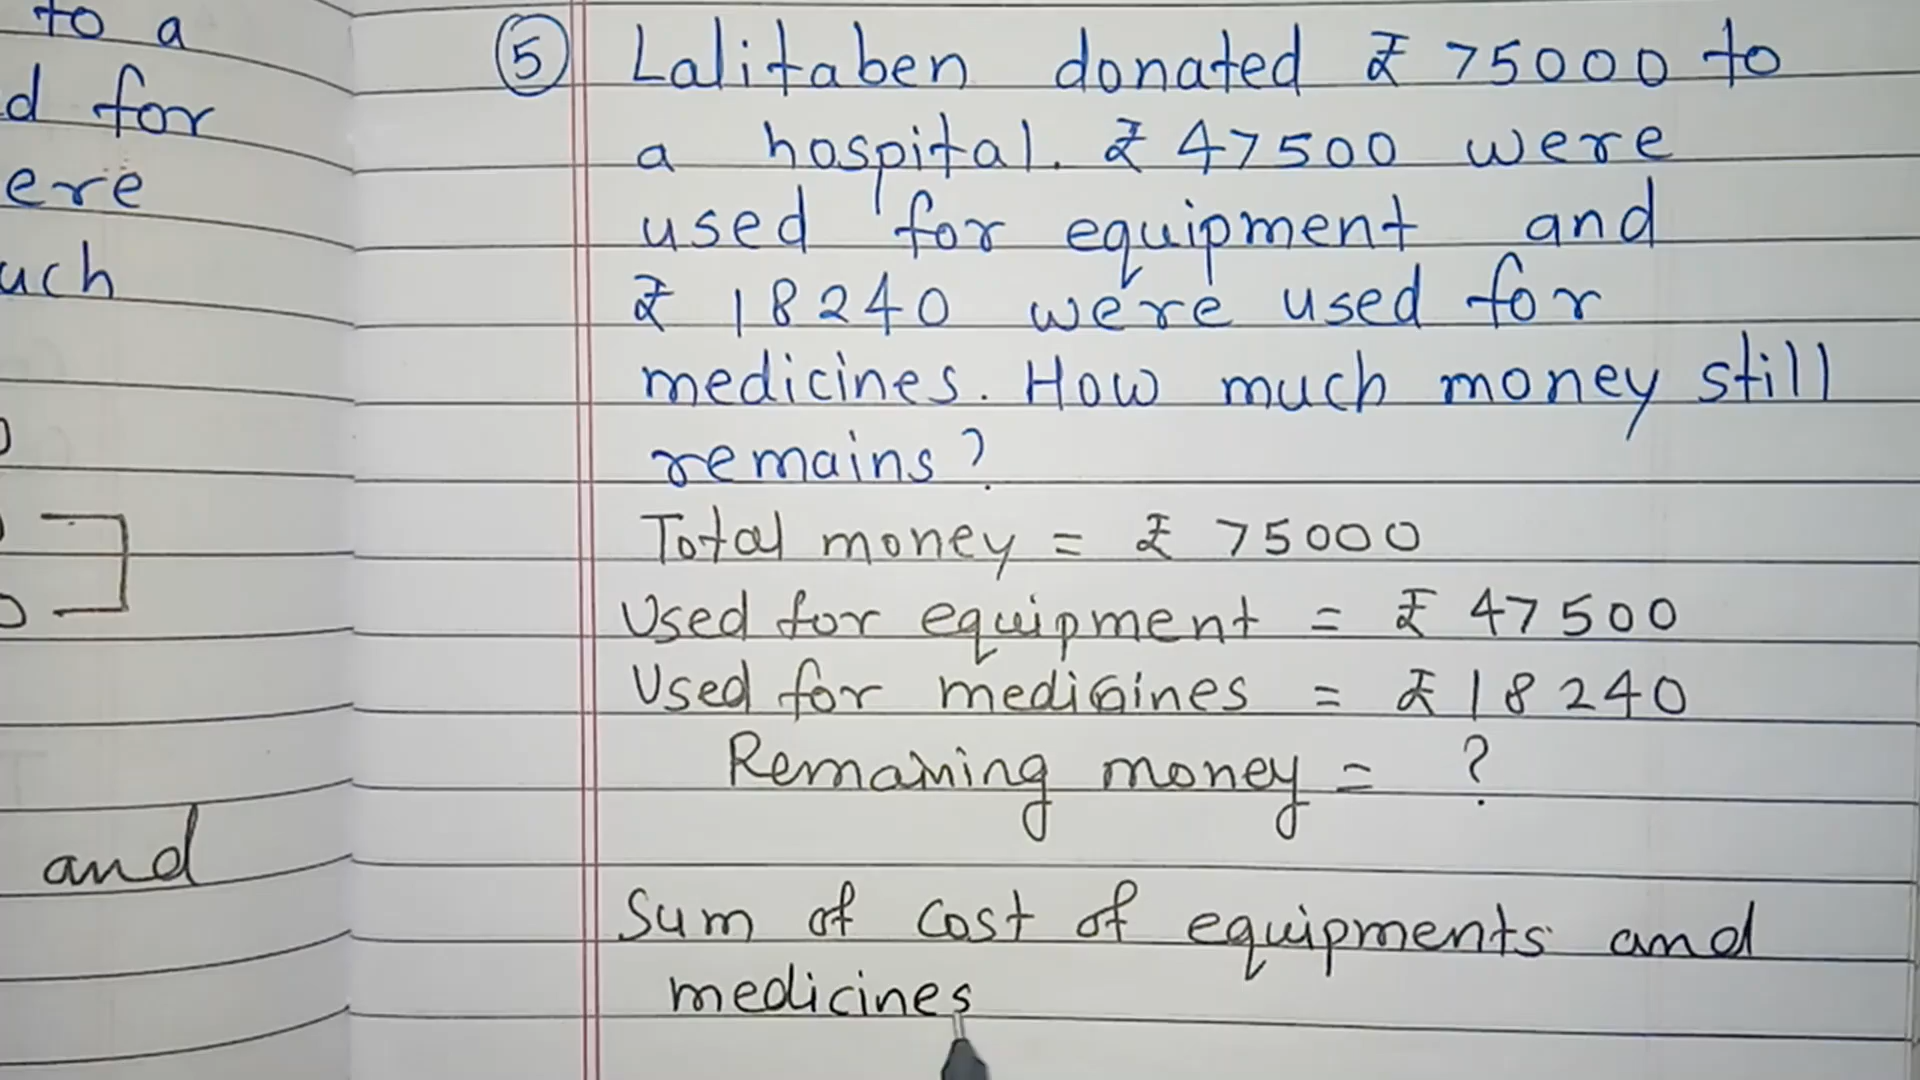 to a
d for
ere
uch
and
⑤ Lalitaben donated ₹ 75000 to
a hospital. ₹ 47500 were
used for equipment and
₹ 18240 were used for
medicines. How much money still
remains?
Total money = ₹ 75000
Used for equipment = ₹ 47500
Used for medicines = ₹ 18240
Remaining money = ?
Sum of cost of equipments and
medicines